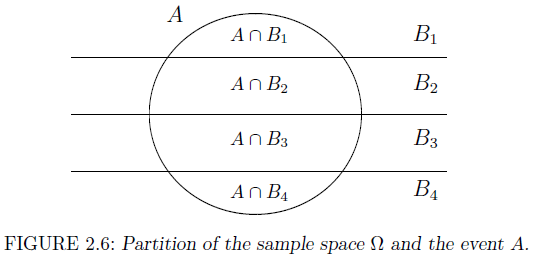 A
A ∩ B₁ B₁
A ∩ B₂ B₂
A ∩ B₃ B₃
A ∩ B₄ B₄
FIGURE 2.6: Partition of the sample space Ω and the event A.